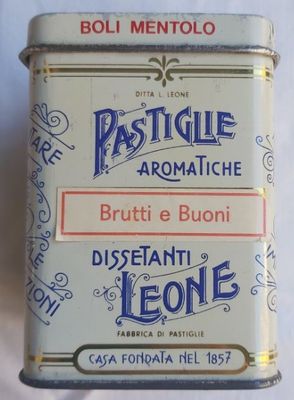 BOLI MENTOLO
DITTA L. LEONE
PASTIGLIE
AROMATICHE
Brutti e Buoni
DISSETANTI
LEONE
FABBRICA DI PASTIGLIE
CASA FONDATA NEL 1857